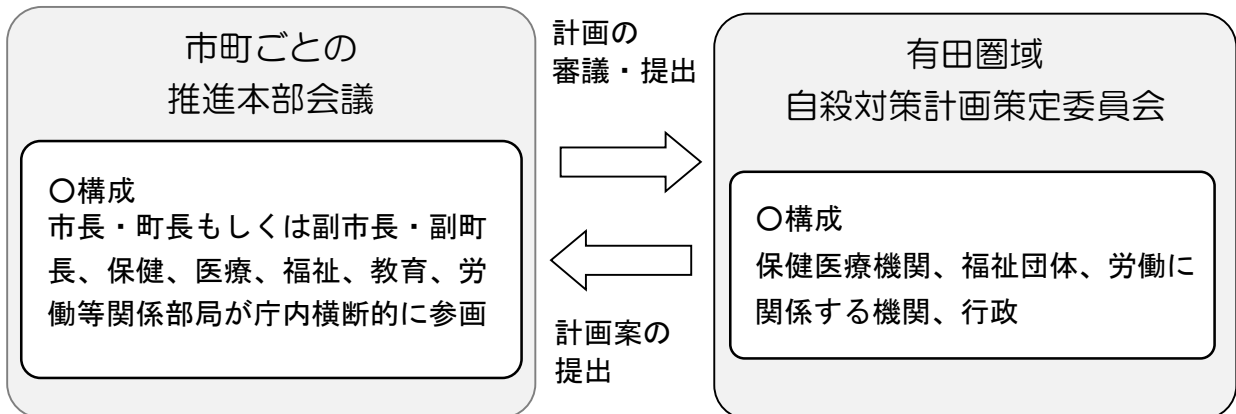 市町ごとの
推進本部会議
〇構成
市長・町長もしくは副市長・副町
長、保健、医療、福祉、教育、労
働等関係部局が庁内横断的に参画
計画の
審議・提出
計画案の
提出
有田圏域
自殺対策計画策定委員会
〇構成
保健医療機関、福祉団体、労働に
関係する機関、行政